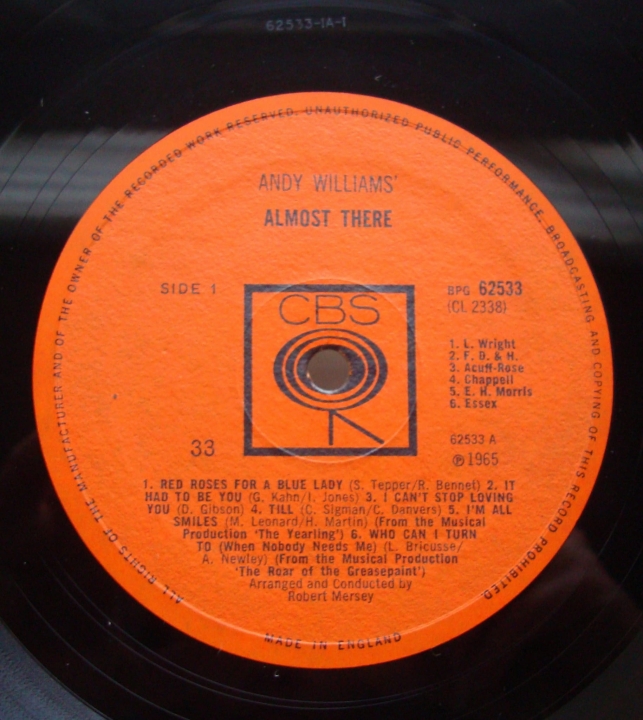 62533-1A-1
ALL RIGHTS OF THE MANUFACTURER AND OF THE OWNER OF THE RECORDED WORK RESERVED. UNAUTHORIZED PUBLIC PERFORMANCE, BROADCASTING AND COPYING OF THIS RECORD PROHIBITED
ANDY WILLIAMS'
ALMOST THERE
SIDE 1
BPG 62533
(CL 2338)
CBS
1. L. Wright
2. F. D. & H.
3. Acuff-Rose
4. Chappell
5. E. H. Morris
6. Essex
33
62533 A
℗ 1965
1. RED ROSES FOR A BLUE LADY (S. Tepper/R. Bennet) 2. IT
HAD TO BE YOU (G. Kahn/I. Jones) 3. I CAN'T STOP LOVING
YOU (D. Gibson) 4. TILL (C. Sigman/C. Danvers) 5. I'M ALL
SMILES (M. Leonard/H. Martin) (From the Musical
Production 'The Yearling') 6. WHO CAN I TURN
TO (When Nobody Needs Me) (L. Bricusse/
A. Newley) (From the Musical Production
'The Roar of the Greasepaint')
Arranged and Conducted by
Robert Mersey
MADE IN ENGLAND